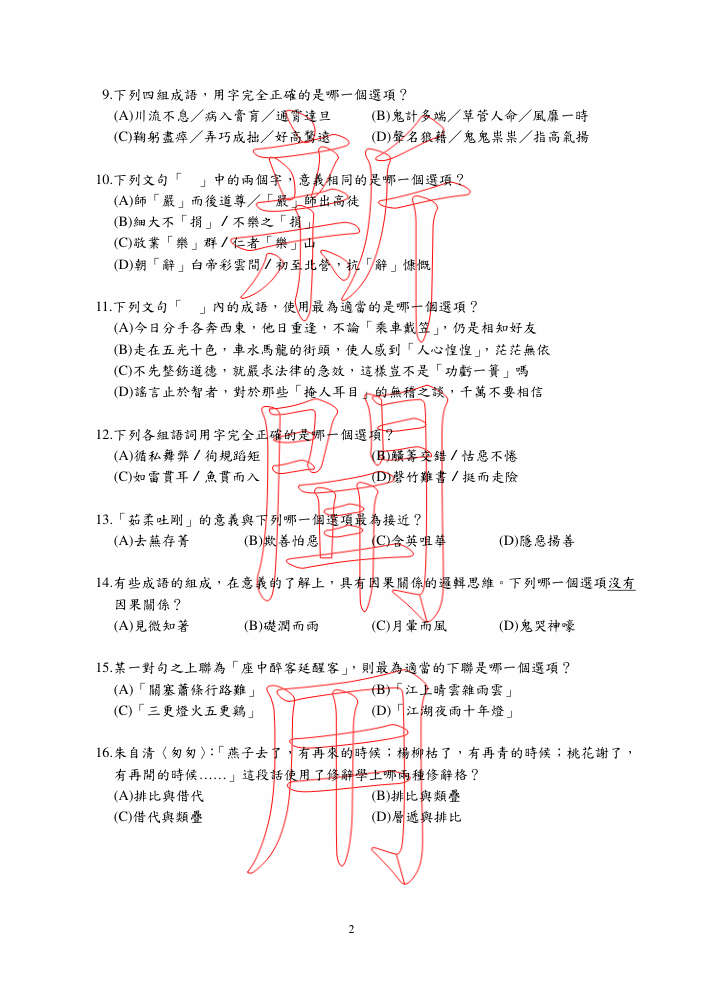 9.下列四組成語，用字完全正確的是哪一個選項？
(A)川流不息／病入膏肓／通霄達旦 (B)鬼計多端／草菅人命／風靡一時
(C)鞠躬盡瘁／弄巧成拙／好高騖遠 (D)聲名狼藉／鬼鬼祟祟／指高氣揚
10.下列文句「　」中的兩個字，意義相同的是哪一個選項？
(A)師「嚴」而後道尊／「嚴」師出高徒
(B)細大不「捐」／不樂之「捐」
(C)敬業「樂」群／仁者「樂」山
(D)朝「辭」白帝彩雲間／初至北營，抗「辭」慷慨
11.下列文句「　」內的成語，使用最為適當的是哪一個選項？
(A)今日分手各奔西東，他日重逢，不論「乘車戴笠」，仍是相知好友
(B)走在五光十色，車水馬龍的街頭，使人感到「人心惶惶」，茫茫無依
(C)不先整飭道德，就嚴求法律的急效，這樣豈不是「功虧一簣」嗎
(D)謠言止於智者，對於那些「掩人耳目」的無稽之談，千萬不要相信
12.下列各組語詞用字完全正確的是哪一個選項？
(A)循私舞弊／徇規蹈矩 (B)觥籌交錯／怙惡不惓
(C)如雷貫耳／魚貫而入 (D)罄竹難書／挺而走險
13.「茹柔吐剛」的意義與下列哪一個選項最為接近？
(A)去蕪存菁 (B)欺善怕惡 (C)含英咀華 (D)隱惡揚善
14.有些成語的組成，在意義的了解上，具有因果關係的邏輯思維。下列哪一個選項沒有
因果關係？
(A)見微知著 (B)礎潤而雨 (C)月暈而風 (D)鬼哭神嚎
15.某一對句之上聯為「座中醉客延醒客」，則最為適當的下聯是哪一個選項？
(A)「關塞蕭條行路難」 (B)「江上晴雲雜雨雲」
(C)「三更燈火五更鷄」 (D)「江湖夜雨十年燈」
16.朱自清〈匆匆〉：「燕子去了，有再來的時候；楊柳枯了，有再青的時候；桃花謝了，
有再開的時候……」這段話使用了修辭學上哪兩種修辭格？
(A)排比與借代 (B)排比與類疊
(C)借代與類疊 (D)層遞與排比
2
新
聞
用